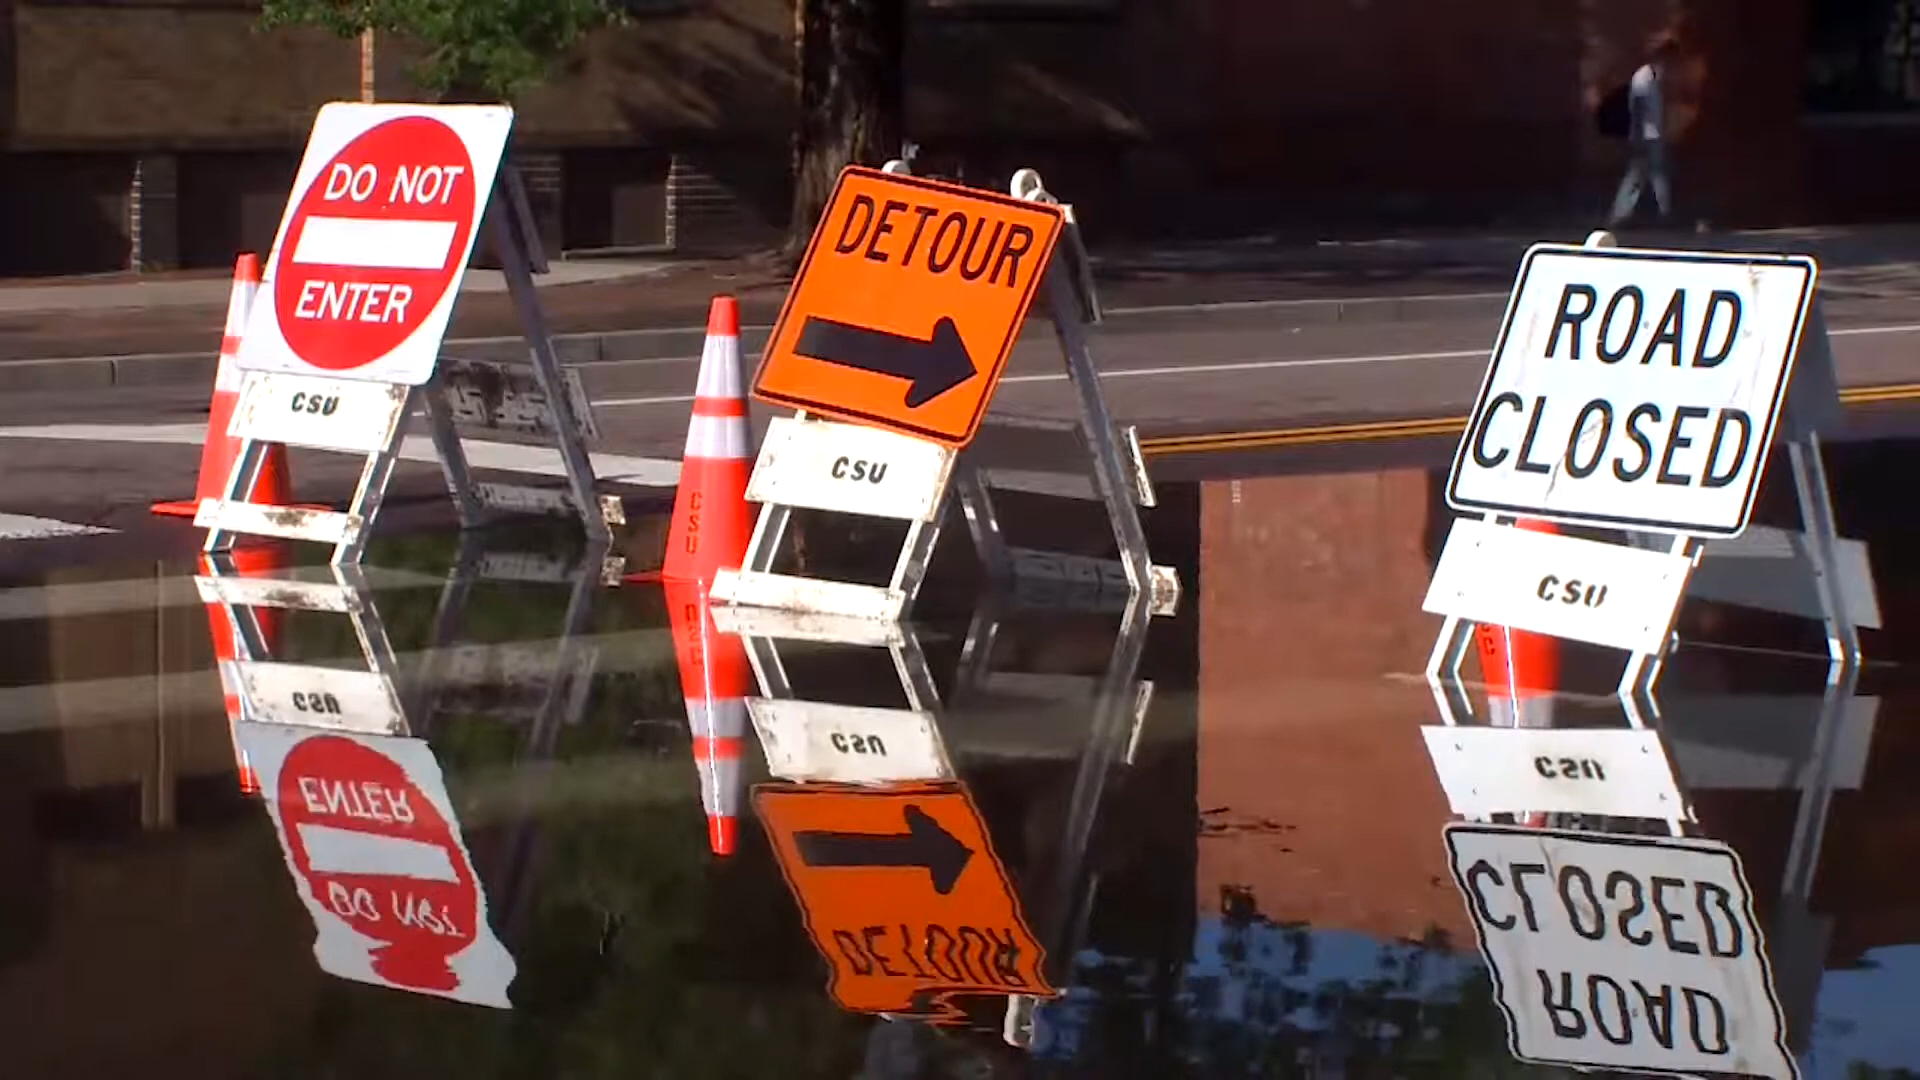 DO NOT
ENTER
CSU
DETOUR
CSU
CSU
ROAD
CLOSED
CSU